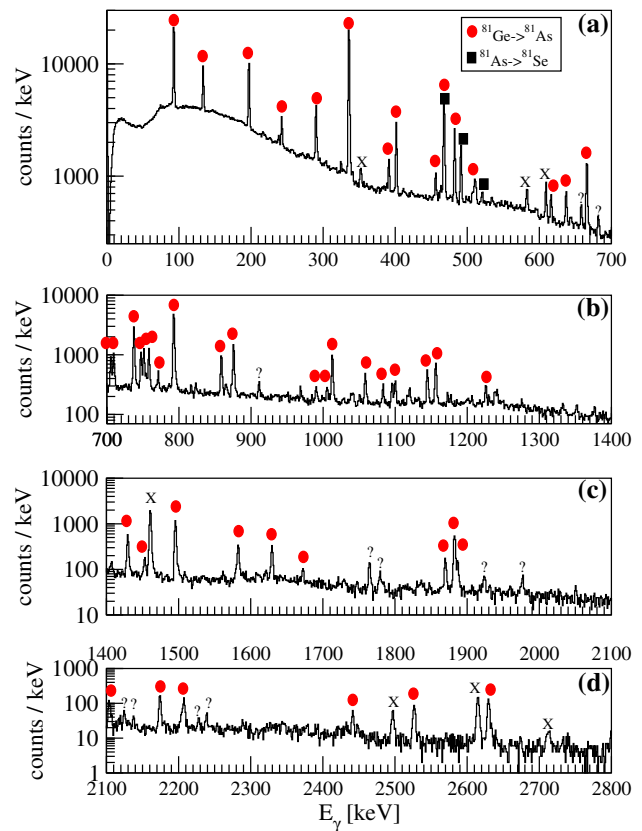 (a)
⁸¹Ge->⁸¹As
⁸¹As->⁸¹Se
counts / keV
10000
1000
X X X ? ?
0 100 200 300 400 500 600 700
(b)
counts / keV
10000
1000
100
?
700 800 900 1000 1100 1200 1300 1400
(c)
counts / keV
10000
1000
100
10
X ? ? ? ?
1400 1500 1600 1700 1800 1900 2000 2100
(d)
counts / keV
1000
100
10
1
? ? ? ? X X X
2100 2200 2300 2400 2500 2600 2700 2800
Eγ [keV]